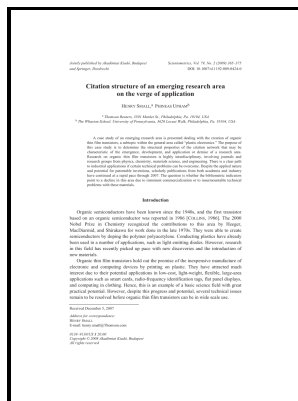 Jointly published by Akadémiai Kiadó, Budapest
and Springer, Dordrecht
Scientometrics, Vol. 79, No. 2 (2009) 365–375
DOI: 10.1007/s11192-009-0424-0
Citation structure of an emerging research area
on the verge of application
HENRY SMALL,ᵃ PHINEAS UPHAMᵇ
ᵃ Thomson Reuters, 3501 Market St., Philadelphia, Pa. 19104, USA
ᵇ The Wharton School, University of Pennsylvania, 3620 Locust Walk, Philadelphia, Pa. 19104, USA
A case study of an emerging research area is presented dealing with the creation of organic
thin film transistors, a subtopic within the general area called "plastic electronics." The purpose of
this case study is to determine the structural properties of the citation network that may be
characteristic of the emergence, development, and application or demise of a research area.
Research on organic thin film transistors is highly interdisciplinary, involving journals and
research groups from physics, chemistry, materials science, and engineering. There is a clear path
to industrial applications if certain technical problems can be overcome. Despite the applied nature
and potential for patentable inventions, scholarly publications from both academia and industry
have continued at a rapid pace through 2007. The question is whether the bibliometric indicators
point to a decline in this area due to imminent commercialization or to insurmountable technical
problems with these materials.
Introduction
Organic semiconductors have been known since the 1940s, and the first transistor
based on an organic semiconductor was reported in 1986 [COLLINS, 1986]. The 2000
Nobel Prize in Chemistry recognized the contributions to this area by Heeger,
MacDiarmid, and Shirakawa for work done in the late 1970s. They were able to create
semiconductors by doping the polymer polyacetylene. Conducting plastics have already
been used in a number of applications, such as light emitting diodes. However, research
in this field has recently picked up pace with new discoveries and the introduction of
new materials.
Organic thin film transistors hold out the promise of the inexpensive manufacture of
electronic and computing devices by printing on plastic. They have attracted much
interest due to their potential applications in low-cost, light-weight, flexible, large-area
applications such as smart cards, radio-frequency identification tags, flat panel displays,
and computing in clothing. Hence, this is an example of a basic science field with great
practical potential. However, despite this progress and potential, several technical issues
remain to be resolved before organic thin film transistors can be in wide scale use.
Received December 5, 2007
Address for correspondence:
HENRY SMALL
E-mail: henry.small@thomson.com
0138–9130/US $ 20.00
Copyright © 2008 Akadémiai Kiadó, Budapest
All rights reserved